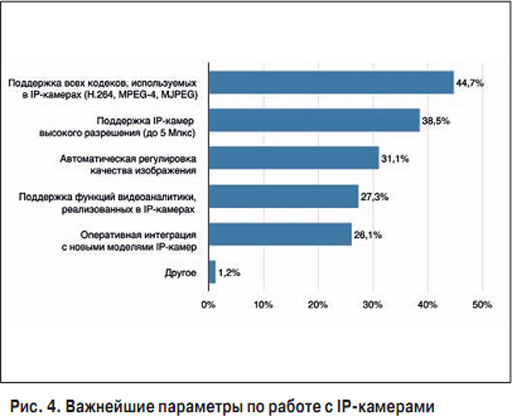 Поддержка всех кодеков, используемых
в IP-камерах (H.264, MPEG-4, MJPEG)
44,7%
Поддержка IP-камер
высокого разрешения (до 5 Мпкс)
38,5%
Автоматическая регулировка
качества изображения
31,1%
Поддержка функций видеоаналитики,
реализованных в IP-камерах
27,3%
Оперативная интеграция
с новыми моделями IP-камер
26,1%
Другое
1,2%
0% 10% 20% 30% 40% 50%
Рис. 4. Важнейшие параметры по работе с IP-камерами